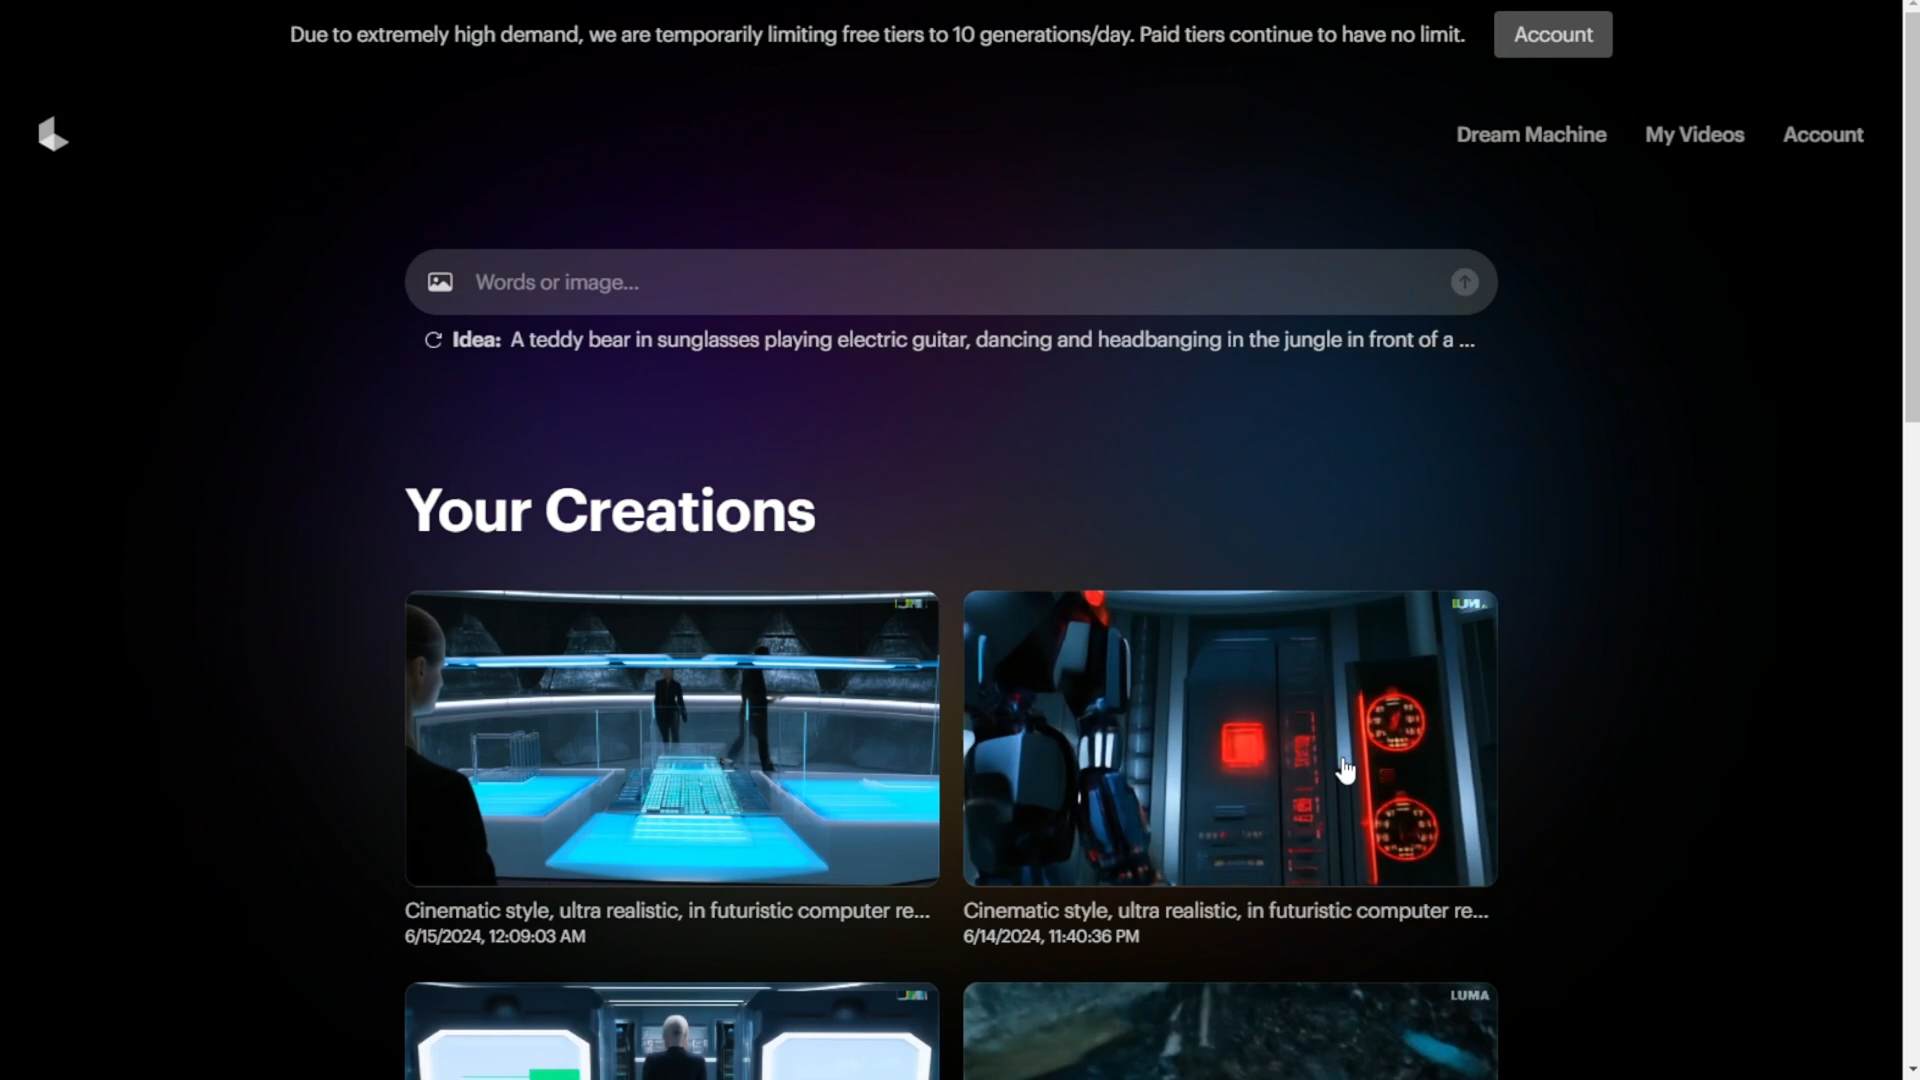 Due to extremely high demand, we are temporarily limiting free tiers to 10 generations/day. Paid tiers continue to have no limit.
Account
Dream Machine
My Videos
Account
Words or image...
Idea: A teddy bear in sunglasses playing electric guitar, dancing and headbanging in the jungle in front of a ...
Your Creations
Cinematic style, ultra realistic, in futuristic computer re...
6/15/2024, 12:09:03 AM
Cinematic style, ultra realistic, in futuristic computer re...
6/14/2024, 11:40:36 PM
LUMA